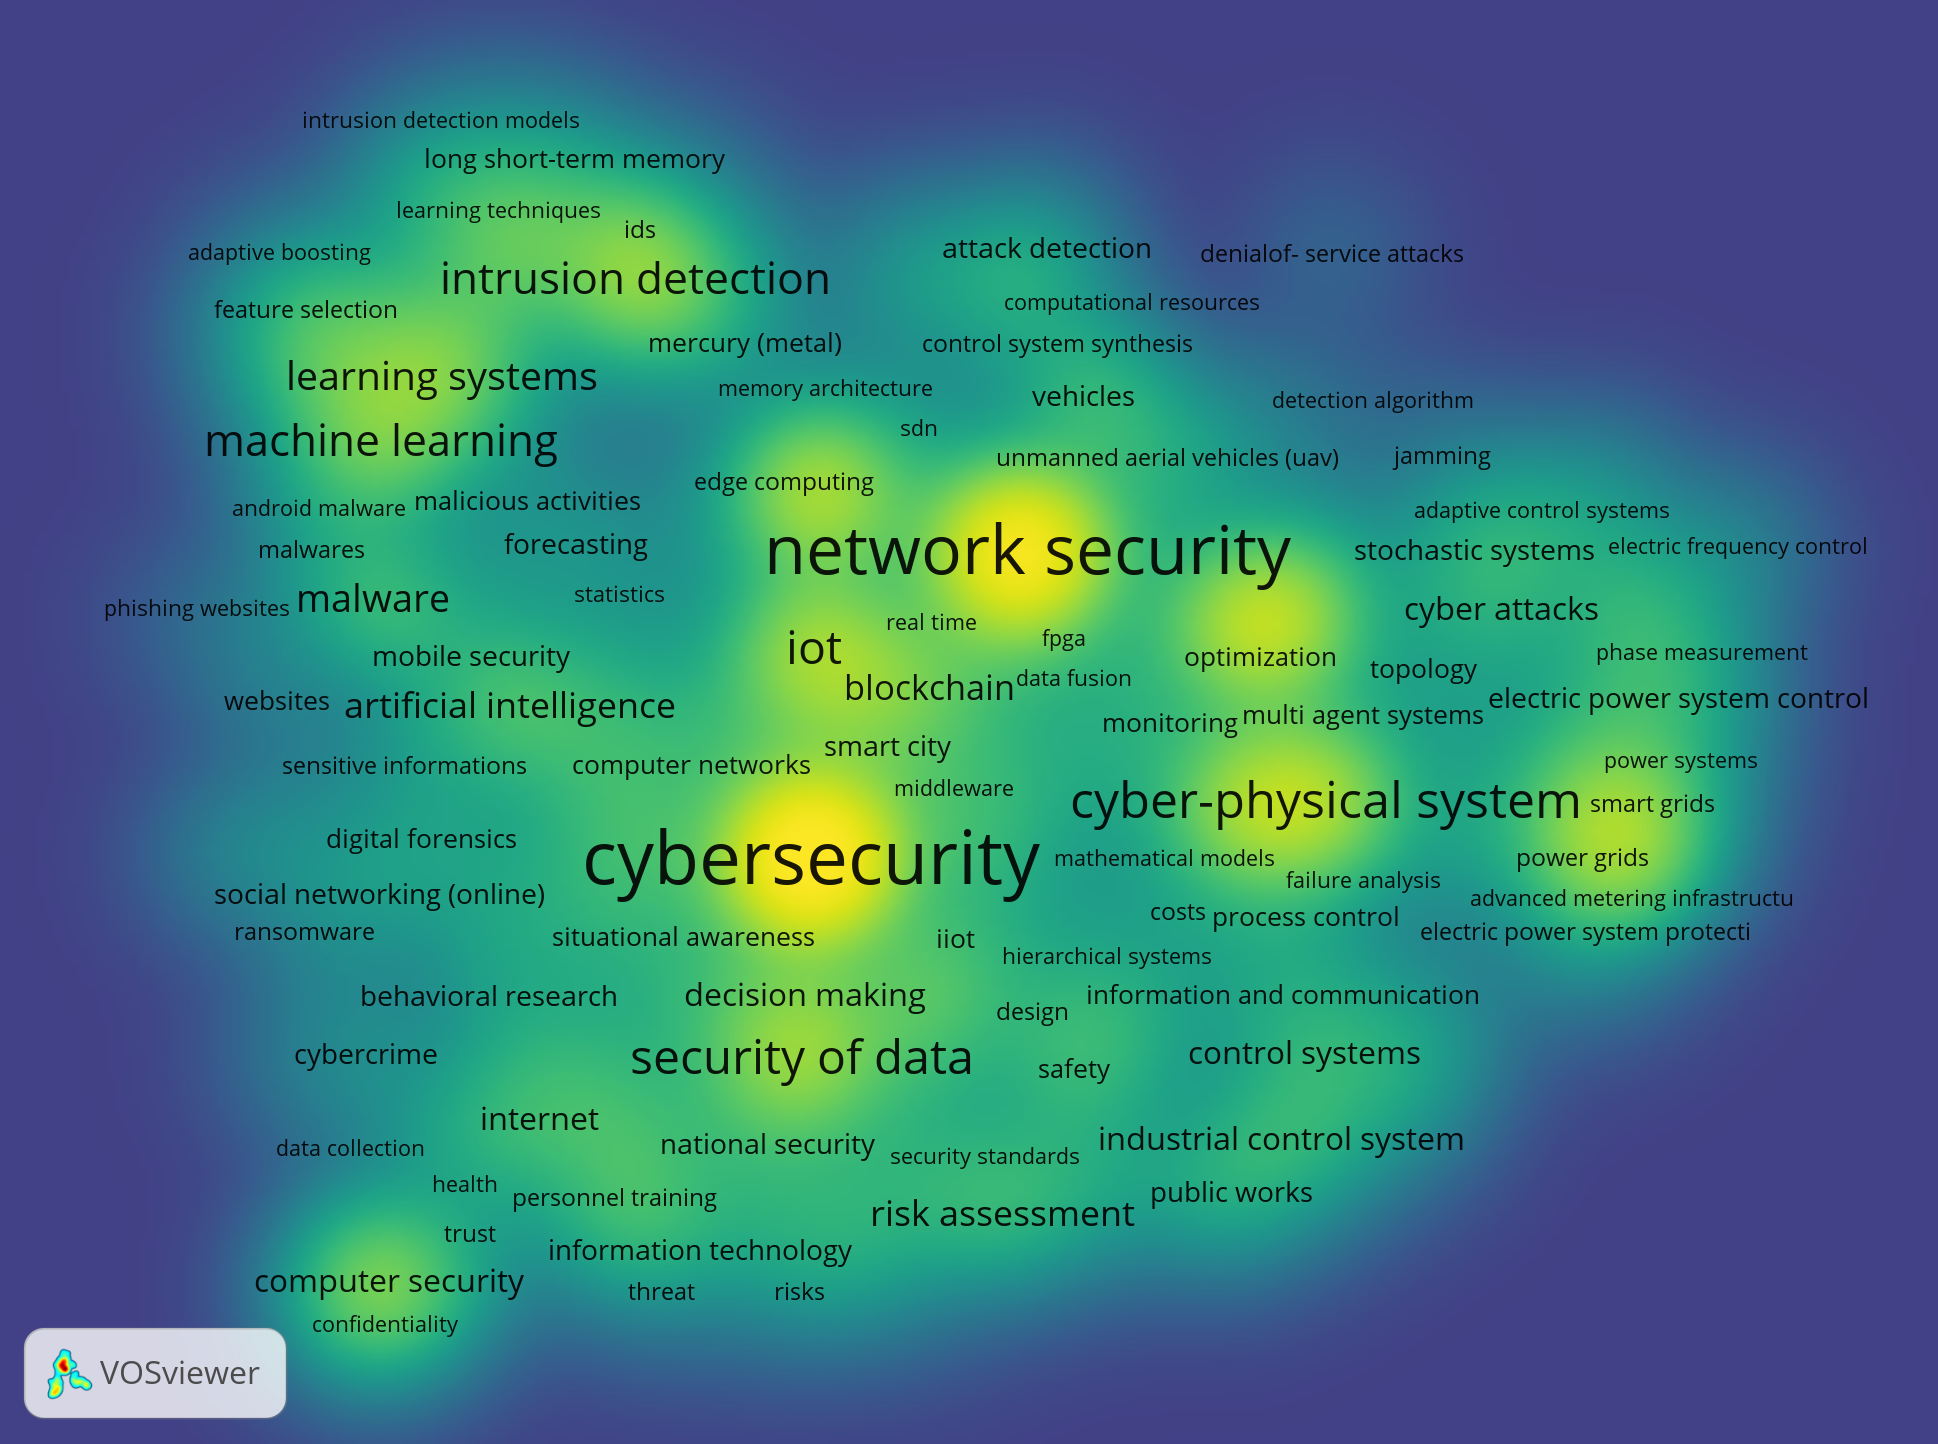 intrusion detection models
long short-term memory
learning techniques
ids
adaptive boosting
intrusion detection
attack detection
denialof- service attacks
feature selection
computational resources
mercury (metal)
control system synthesis
learning systems
memory architecture
vehicles
detection algorithm
machine learning
sdn
unmanned aerial vehicles (uav)
jamming
edge computing
android malware
malicious activities
adaptive control systems
malwares
forecasting
network security
stochastic systems
electric frequency control
phishing websites
malware
statistics
cyber attacks
real time
fpga
iot
mobile security
optimization
topology
phase measurement
websites
artificial intelligence
blockchain
data fusion
electric power system control
monitoring
multi agent systems
smart city
sensitive informations
computer networks
power systems
middleware
cyber-physical system
smart grids
digital forensics
cybersecurity
mathematical models
power grids
failure analysis
social networking (online)
advanced metering infrastructu
costs
process control
ransomware
situational awareness
iiot
electric power system protecti
hierarchical systems
behavioral research
decision making
information and communication
design
cybercrime
security of data
safety
control systems
internet
data collection
national security
security standards
industrial control system
health
personnel training
public works
trust
risk assessment
information technology
computer security
threat
risks
confidentiality
VOSviewer